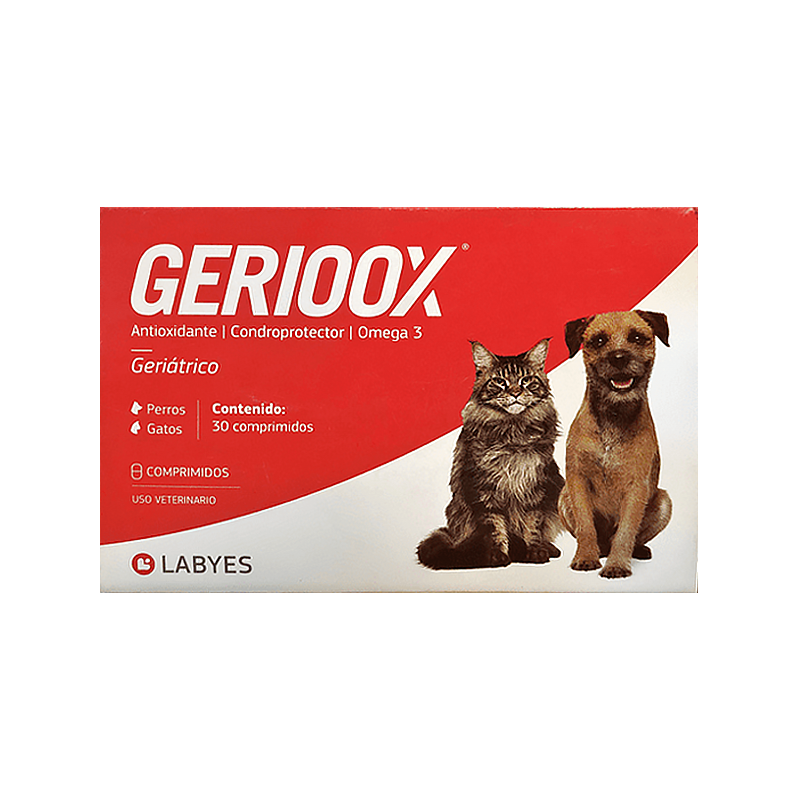 GERIOOX®
Antioxidante | Condroprotector | Omega 3
Geriátrico
Perros
Gatos
Contenido:
30 comprimidos
COMPRIMIDOS
USO VETERINARIO
LABYES